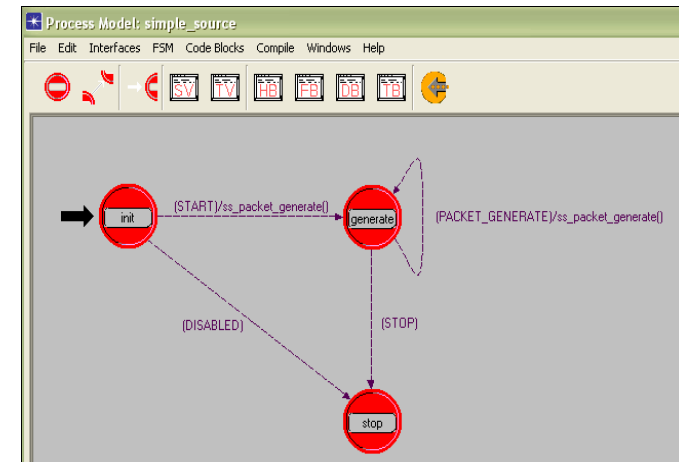 Process Model: simple_source
File Edit Interfaces FSM Code Blocks Compile Windows Help
SV TV HB FB DB TB
init
(START)/ss_packet_generate()
generate
(PACKET_GENERATE)/ss_packet_generate()
(DISABLED)
(STOP)
stop